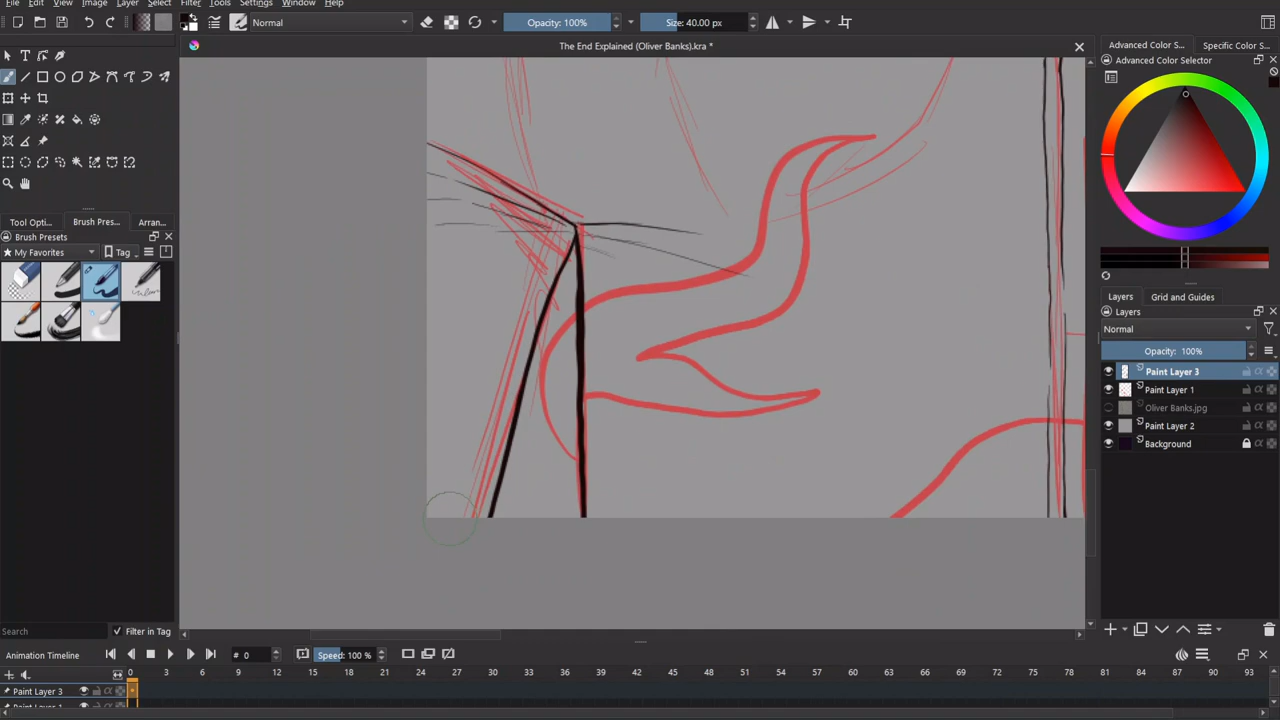 File Edit View Image Layer Select Filter Tools Settings Window Help
Normal
Opacity: 100%
Size: 40.00 px
The End Explained (Oliver Banks).kra *
Tool Opti...
Brush Pres...
Arran...
Brush Presets
My Favorites
Tag
Search
Filter in Tag
Advanced Color S...
Specific Color S...
Advanced Color Selector
Layers
Grid and Guides
Layers
Normal
Opacity: 100%
Paint Layer 3
Paint Layer 1
Oliver Banks.jpg
Paint Layer 2
Background
Animation Timeline
# 0
Speed: 100 %
0 3 6 9 12 15 18 21 24 27 30 33 36 39 42 45 48 51 54 57 60 63 66 69 72 75 78 81 84 87 90 93
Paint Layer 3